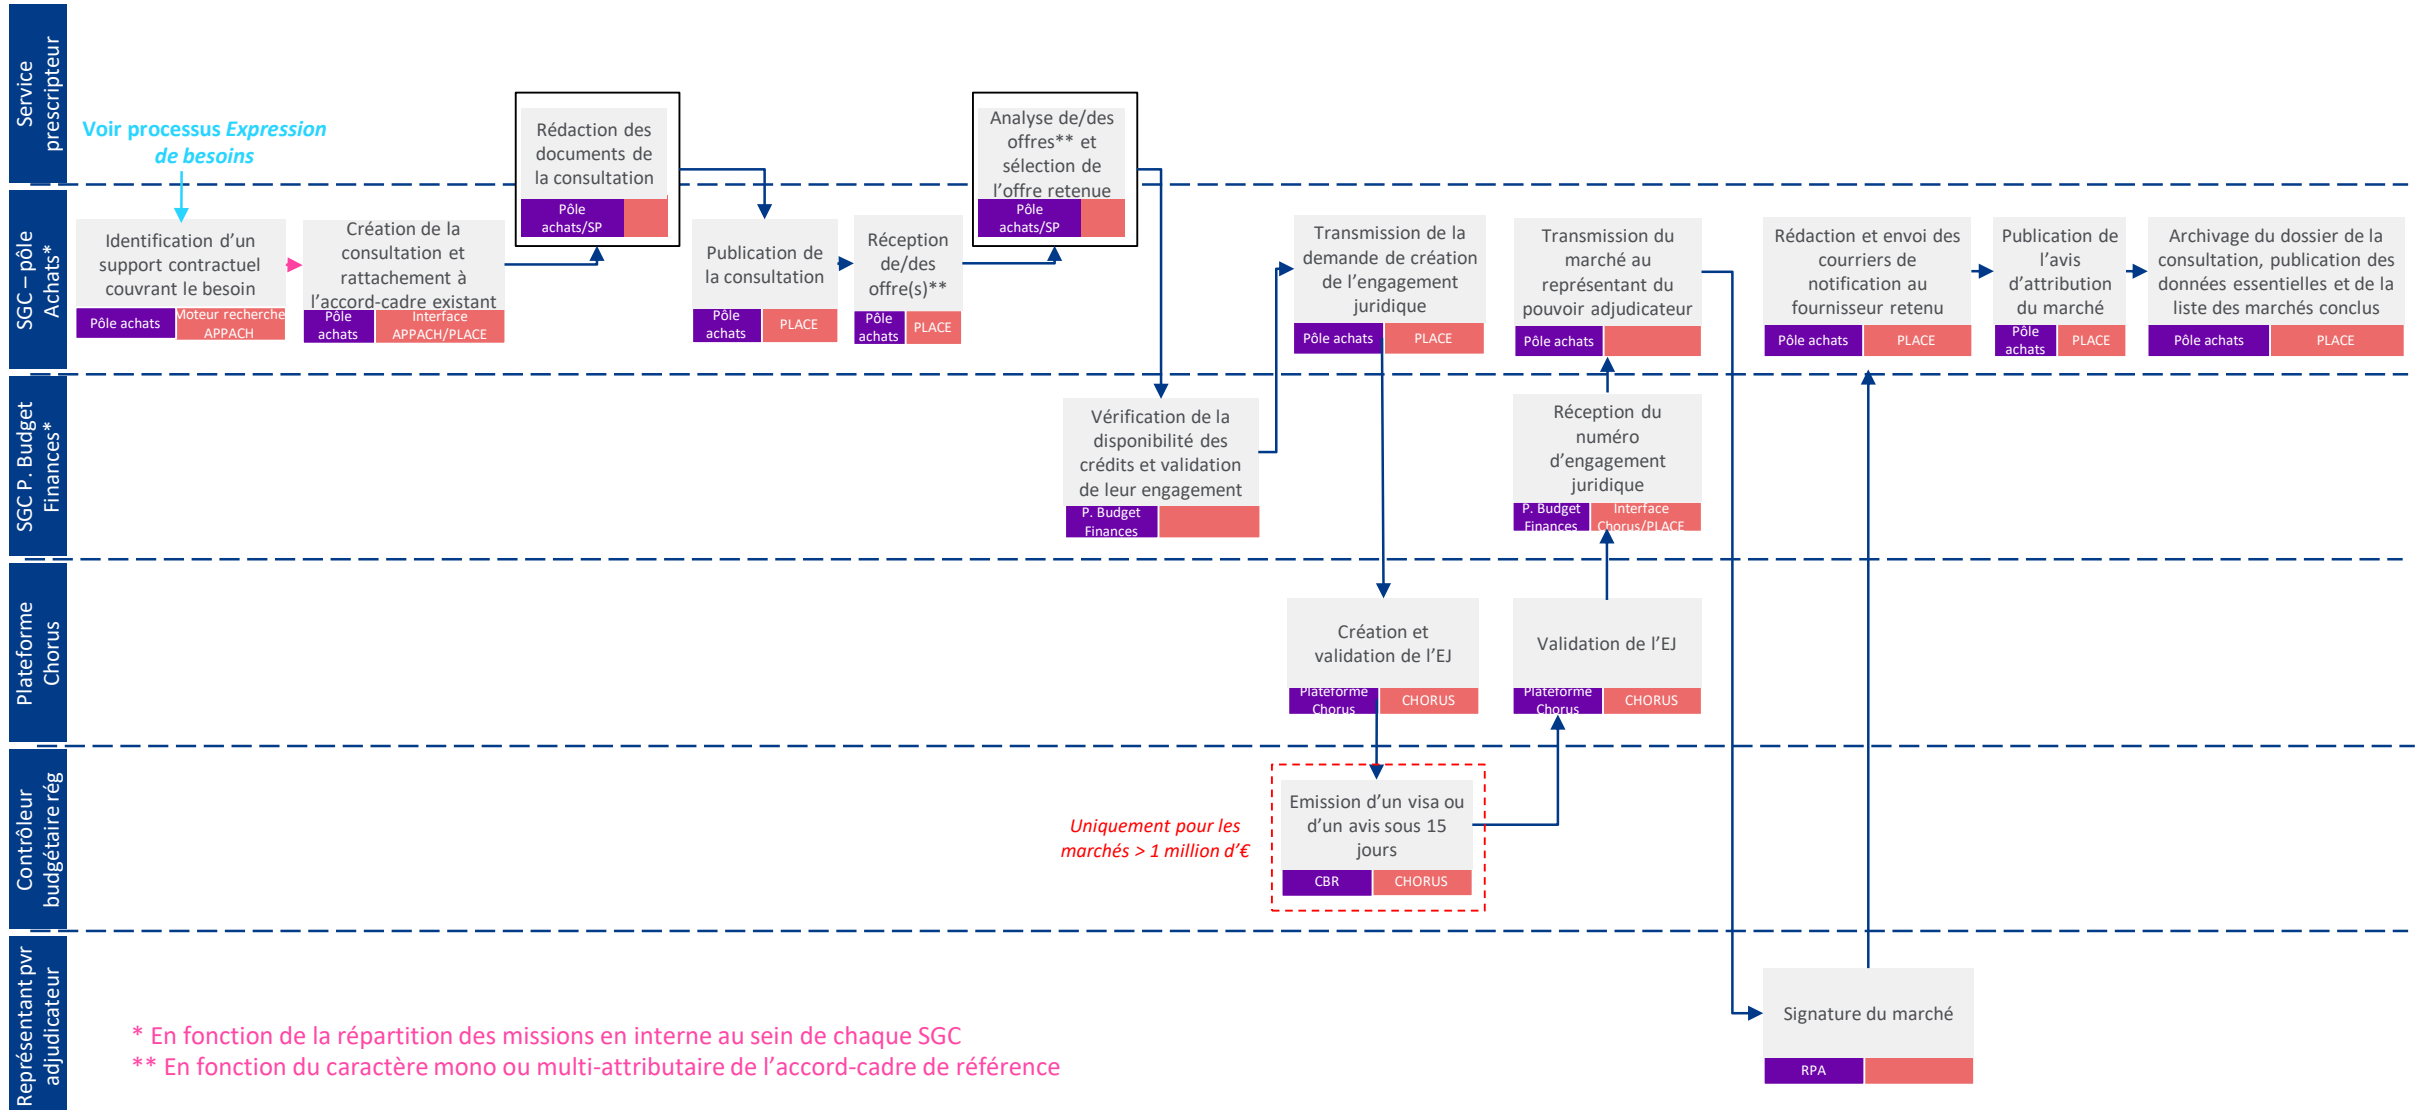 Service
prescripteur
Voir processus Expression
de besoins
Rédaction des
documents de
la consultation
Pôle
achats/SP
Analyse de/des
offres** et
sélection de
l'offre retenue
Pôle
achats/SP
SGC – pôle
Achats*
Identification d'un
support contractuel
couvrant le besoin
Pôle achats
Moteur recherche
APPACH
Création de la
consultation et
rattachement à
l'accord-cadre existant
Pôle
achats
Interface
APPACH/PLACE
Publication de
la consultation
Pôle
achats
PLACE
Réception
de/des
offre(s)**
Pôle
achats
PLACE
Transmission de la
demande de création
de l'engagement
juridique
Pôle achats
PLACE
Transmission du
marché au
représentant du
pouvoir adjudicateur
Pôle achats
Rédaction et envoi des
courriers de
notification au
fournisseur retenu
Pôle achats
PLACE
Publication de
l'avis
d'attribution
du marché
Pôle
achats
PLACE
Archivage du dossier de la
consultation, publication des
données essentielles et de la
liste des marchés conclus
Pôle achats
PLACE
SGC P. Budget
Finances*
Vérification de la
disponibilité des
crédits et validation
de leur engagement
P. Budget
Finances
Réception du
numéro
d'engagement
juridique
P. Budget
Finances
Interface
Chorus/PLACE
Plateforme
Chorus
Création et
validation de l'EJ
Plateforme
Chorus
CHORUS
Validation de l'EJ
Plateforme
Chorus
CHORUS
Contrôleur
budgétaire rég
Uniquement pour les
marchés > 1 million d'€
Emission d'un visa ou
d'un avis sous 15
jours
CBR
CHORUS
Représentant pvr
adjudicateur
Signature du marché
RPA
* En fonction de la répartition des missions en interne au sein de chaque SGC
** En fonction du caractère mono ou multi-attributaire de l'accord-cadre de référence